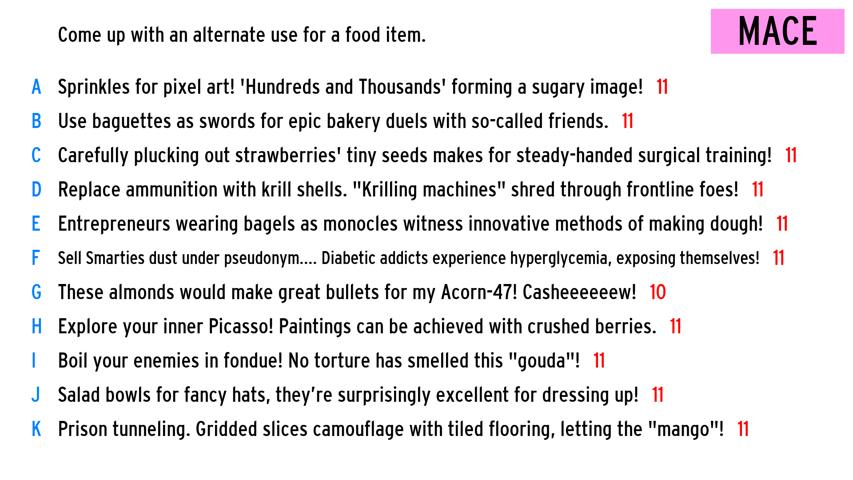 Come up with an alternate use for a food item.
MACE
A Sprinkles for pixel art! 'Hundreds and Thousands' forming a sugary image! 11
B Use baguettes as swords for epic bakery duels with so-called friends. 11
C Carefully plucking out strawberries' tiny seeds makes for steady-handed surgical training! 11
D Replace ammunition with krill shells. "Krilling machines" shred through frontline foes! 11
E Entrepreneurs wearing bagels as monocles witness innovative methods of making dough! 11
F Sell Smarties dust under pseudonym.... Diabetic addicts experience hyperglycemia, exposing themselves! 11
G These almonds would make great bullets for my Acorn-47! Casheeeeeew! 10
H Explore your inner Picasso! Paintings can be achieved with crushed berries. 11
I Boil your enemies in fondue! No torture has smelled this "gouda"! 11
J Salad bowls for fancy hats, they’re surprisingly excellent for dressing up! 11
K Prison tunneling. Gridded slices camouflage with tiled flooring, letting the "mango"! 11